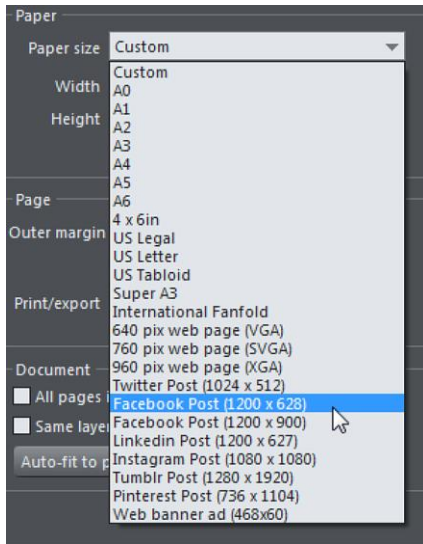 Paper
Paper size Custom
Custom
Width A0
A1
Height A2
A3
A4
A5
Page A6
4 x 6in
Outer margin US Legal
US Letter
US Tabloid
Super A3
Print/export International Fanfold
640 pix web page (VGA)
760 pix web page (SVGA)
Document 960 pix web page (XGA)
Twitter Post (1024 x 512)
All pages Facebook Post (1200 x 628)
Same Facebook Post (1200 x 900)
Linkedin Post (1200 x 627)
Auto-fit to Instagram Post (1080 x 1080)
Tumblr Post (1280 x 1920)
Pinterest Post (736 x 1104)
Web banner ad (468x60)